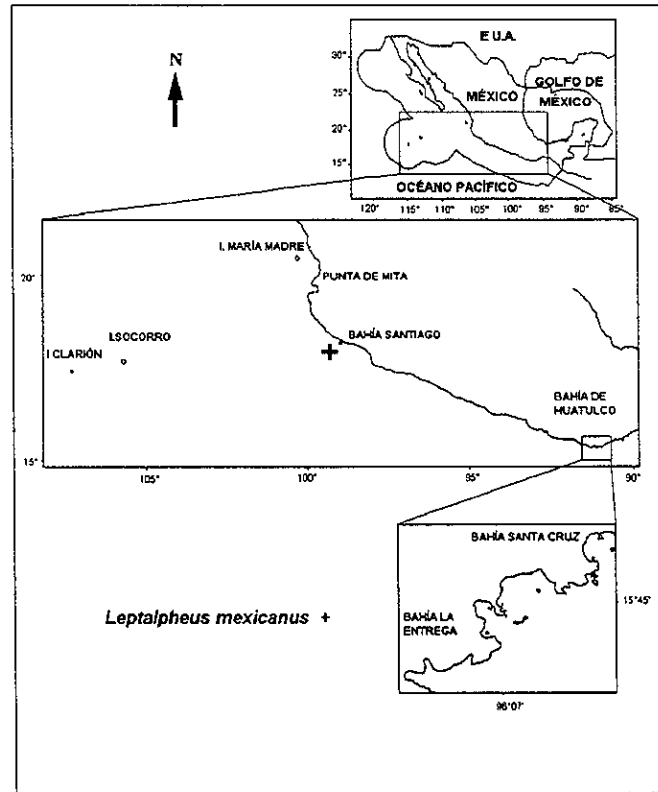 N
E U.A.
GOLFO DE
MÉXICO
MÉXICO
OCÉANO PACÍFICO
30°
25°
20°
15°
120° 115° 110° 105° 100° 95° 90° 85°
I. MARÍA MADRE
PUNTA DE MITA
BAHÍA SANTIAGO
I.SOCORRO
I CLARIÓN
BAHÍA DE
HUATULCO
20°
15°
105° 100° 95° 90°
BAHÍA SANTA CRUZ
15°45'
BAHÍA LA
ENTREGA
96°07'
Leptalpheus mexicanus +